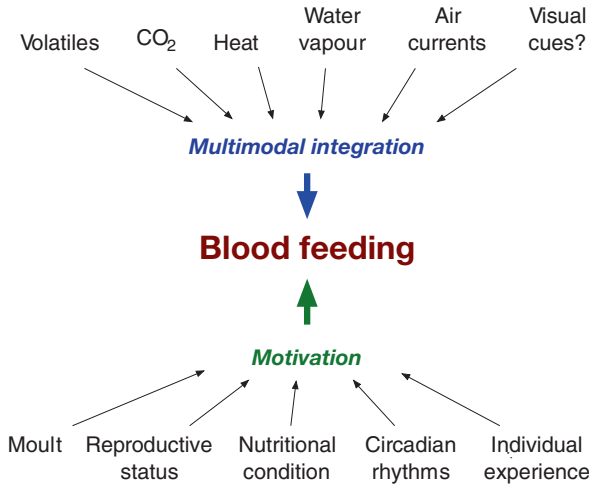 Volatiles
CO₂
Heat
Water
vapour
Air
currents
Visual
cues?
Multimodal integration
Blood feeding
Motivation
Moult
Reproductive
status
Nutritional
condition
Circadian
rhythms
Individual
experience